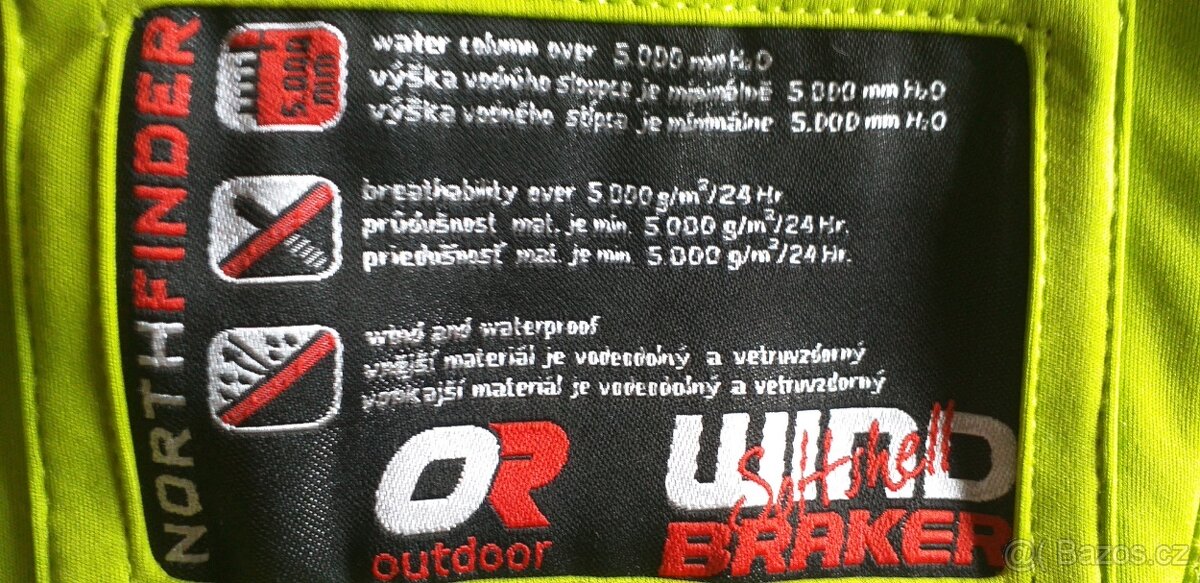 NORTHFINDER
5.000
mm
water column over 5.000 mm H₂O
výška vodného sloupce je minimálně 5.000 mm H₂O
výška vodného stĺpca je minimálne 5.000 mm H₂O
breathability over 5.000 g/m²/24 Hr.
průdušnost mat. je min. 5.000 g/m²/24 Hr.
priedušnosť mat. je min. 5.000 g/m²/24 Hr.
wind and waterproof
vnější materiál je vodeodolný a vetruvzdorný
vonkajší materiál je vodeodolný a vetruvzdorný
OR
outdoor
WIND
Softshell
BRAKER
© Bazos.cz